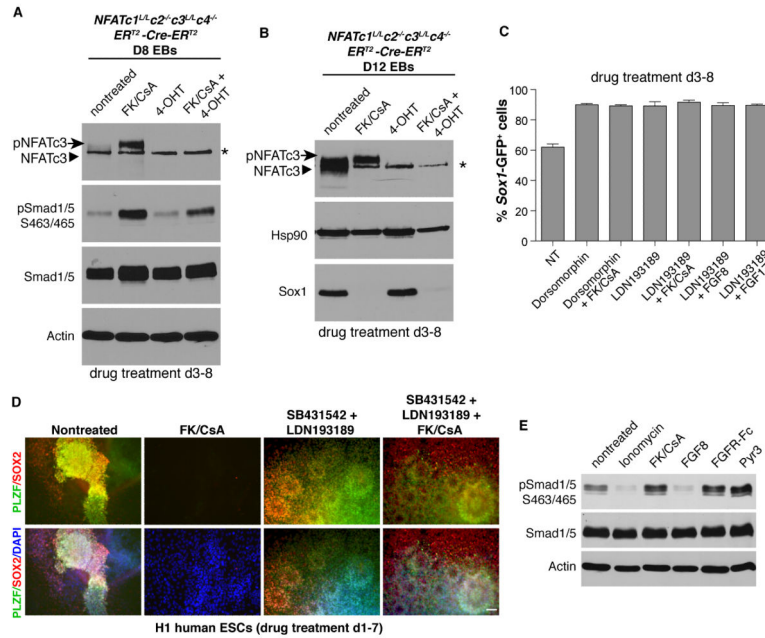 A
NFATc1L/Lc2-/-c3L/Lc4-/-
ERT2-Cre-ERT2
D8 EBs
nontreated
FK/CsA
4-OHT
FK/CsA +
4-OHT
pNFATc3
NFATc3
*
pSmad1/5
S463/465
Smad1/5
Actin
drug treatment d3-8
B
NFATc1L/Lc2-/-c3L/Lc4-/-
ERT2-Cre-ERT2
D12 EBs
nontreated
FK/CsA
4-OHT
FK/CsA +
4-OHT
pNFATc3
NFATc3
*
Hsp90
Sox1
drug treatment d3-8
C
drug treatment d3-8
% Sox1-GFP+ cells
100
80
60
40
20
0
NT
Dorsomorphin
Dorsomorphin
+ FK/CsA
LDN193189
LDN193189
+ FK/CsA
LDN193189
+ FGF8
LDN193189
+ FGF1
D
Nontreated
FK/CsA
SB431542 +
LDN193189
SB431542 +
LDN193189 +
FK/CsA
PLZF/SOX2
PLZF/SOX2/DAPI
H1 human ESCs (drug treatment d1-7)
E
nontreated
Ionomycin
FK/CsA
FGF8
FGFR-Fc
Pyr3
pSmad1/5
S463/465
Smad1/5
Actin